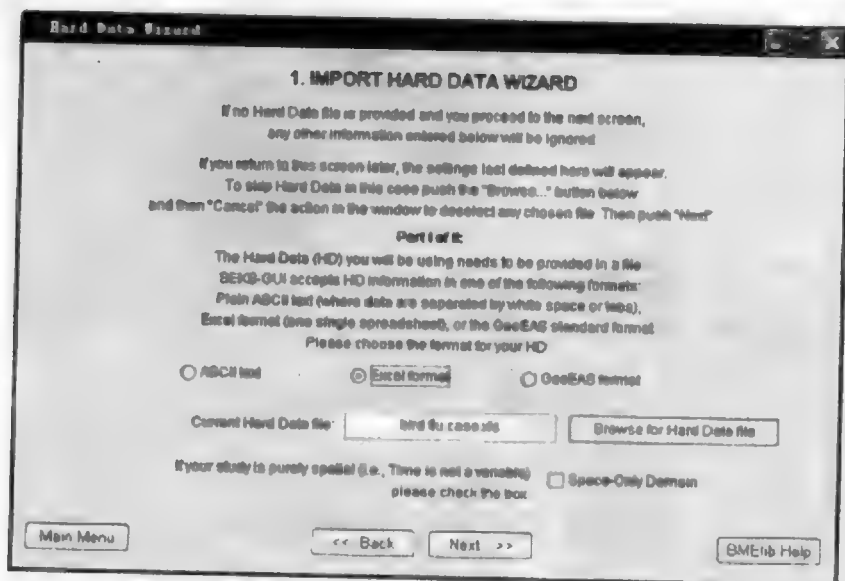 Hard Data Wizard
1. IMPORT HARD DATA WIZARD
If no Hard Data file is provided and you proceed to the next screen,
any other information entered below will be ignored
If you return to this screen later, the settings last defined here will appear.
To skip Hard Data in this case push the "Browse..." button below
and then "Cancel" the action in the window to deselect any chosen file Then push "Next"
Part I of II:
The Hard Data (HD) you will be using needs to be provided in a file
SEKS-GUI accepts HD information in one of the following formats:
Plain ASCII text (where data are separated by white space or tabs),
Excel format (one single spreadsheet), or the GeoEAS standard format
Please choose the format for your HD
ASCII text
Excel format
GeoEAS format
Current Hard Data file:
bird flu case.xls
Browse for Hard Data file
If your study is purely spatial (i.e., Time is not a variable)
please check the box
Space-Only Domain
Main Menu
<< Back
Next >>
BMElib Help